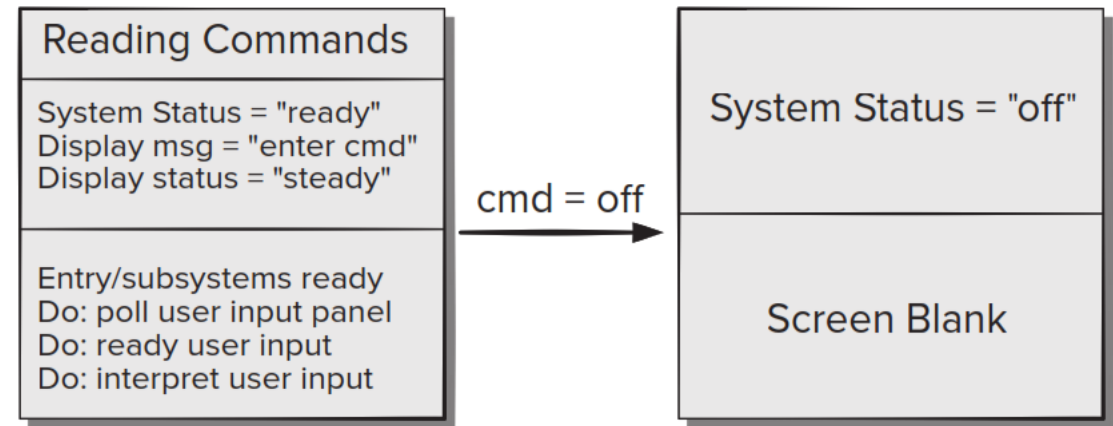 Reading Commands
System Status = "ready"
Display msg = "enter cmd"
Display status = "steady"
Entry/subsystems ready
Do: poll user input panel
Do: ready user input
Do: interpret user input
cmd = off
System Status = "off"
Screen Blank